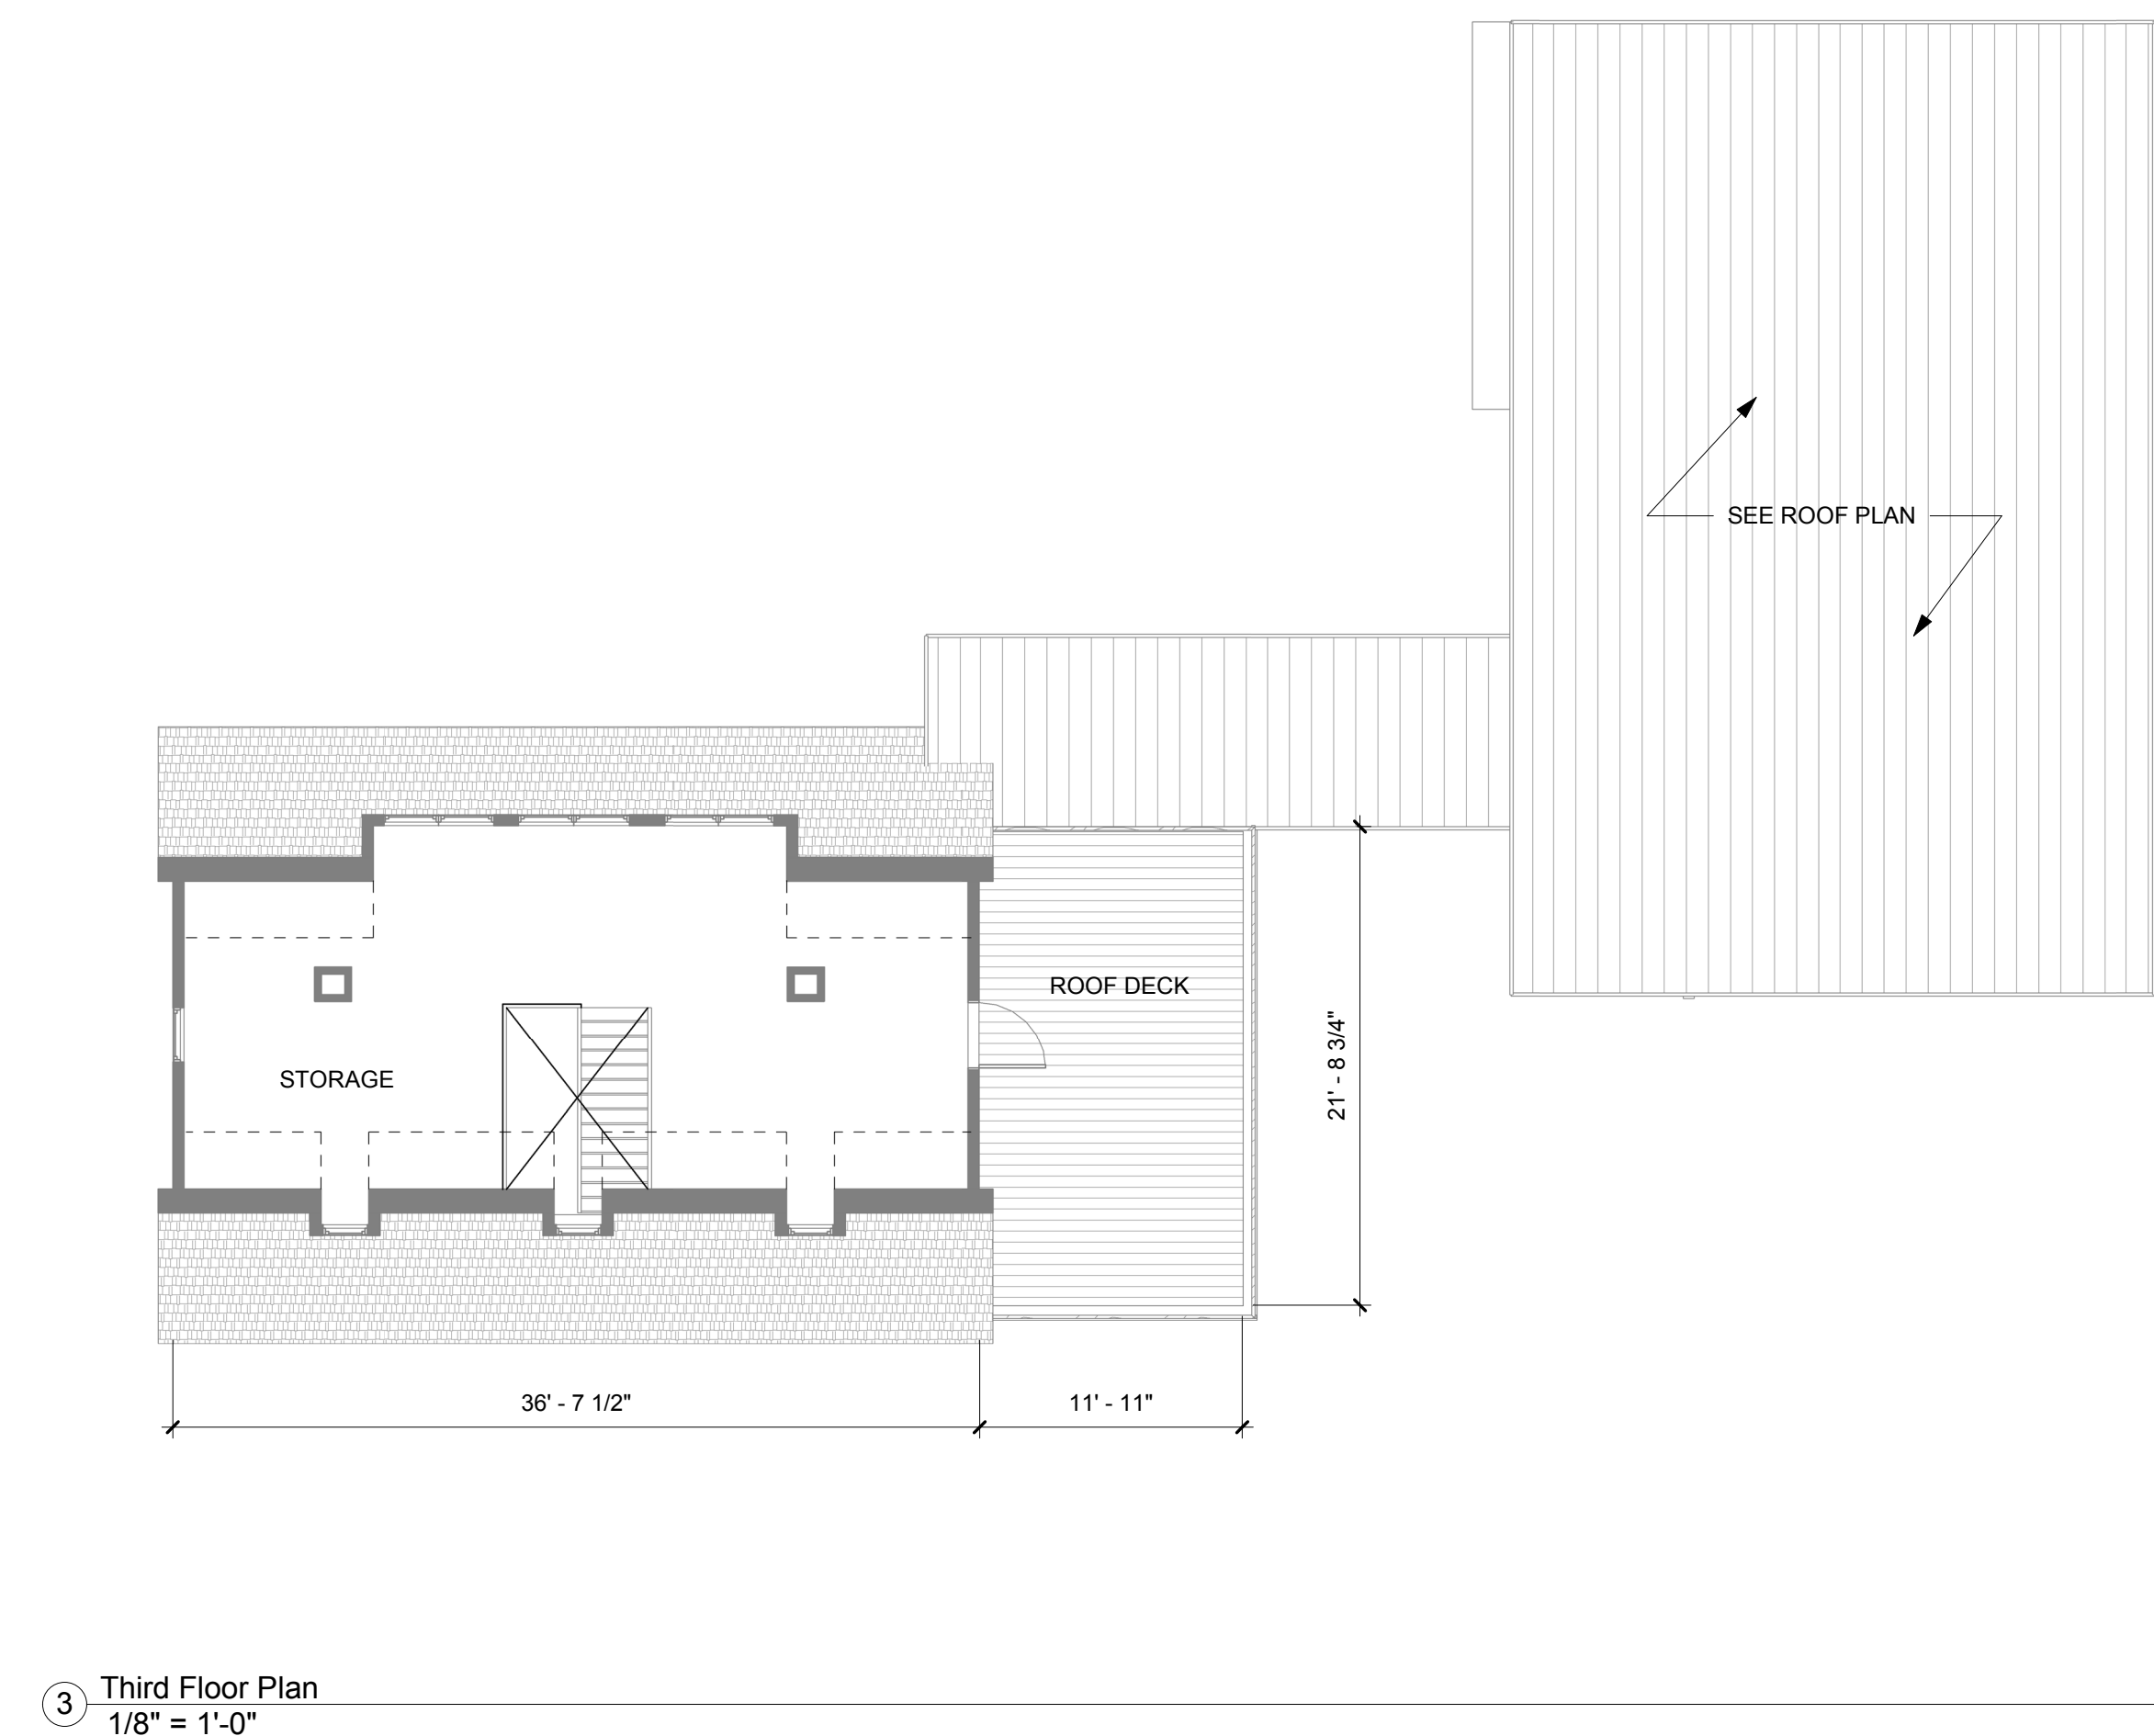 SEE ROOF PLAN
ROOF DECK
STORAGE
21' - 8 3/4"
36' - 7 1/2"
11' - 11"
3
Third Floor Plan
1/8" = 1'-0"